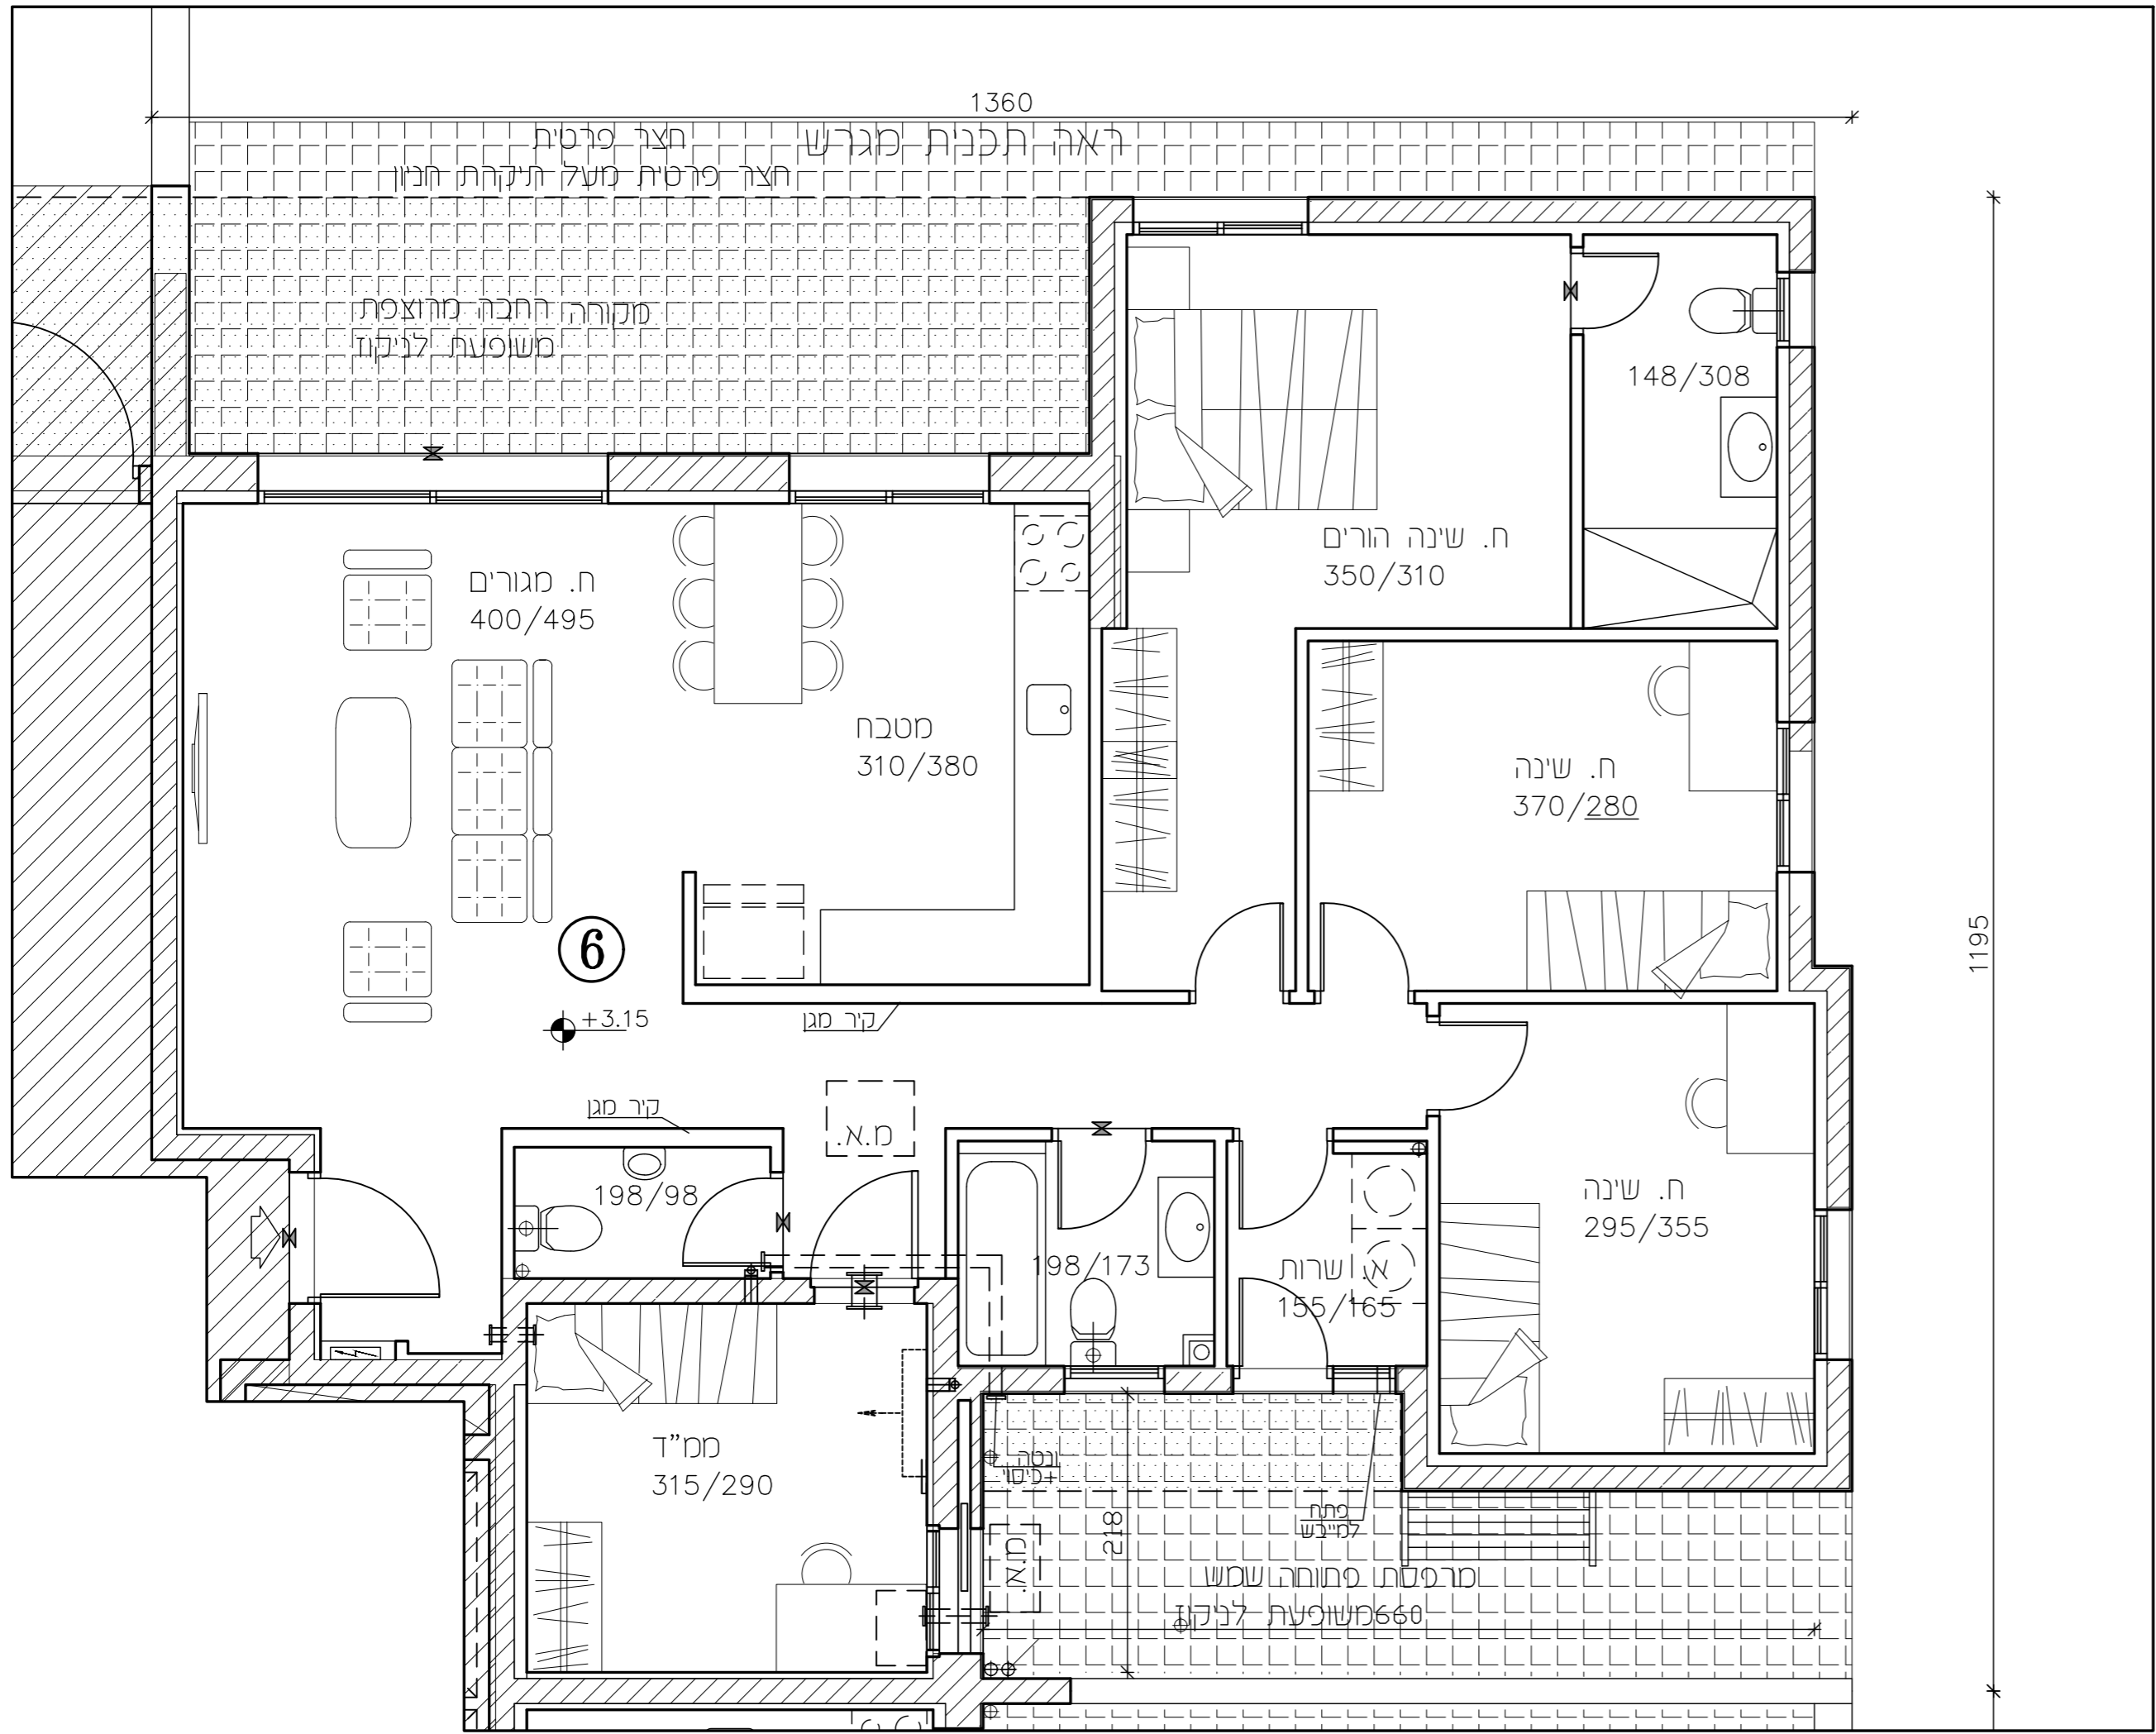 1360
חצר פרטית
ראה תכנית מגרש
חצר פרטית מעל תיקרת חניון
רחבה מרוצפת
מקורה
משופעת לניקוז
148/308
ח. שינה הורים
350/310
ח. מגורים
400/495
מטבח
310/380
ח. שינה
370/280
6
1195
+3.15
קיר מגן
קיר מגן
מ.א.
198/98
ח. שינה
295/355
198/173
א. שרות
155/165
ממ"ד
315/290
ונטה
+כיסוי
פתח
למייבש
218
מ.א.
מרפסת פתוחה שמש
משופעת לניקוז
660